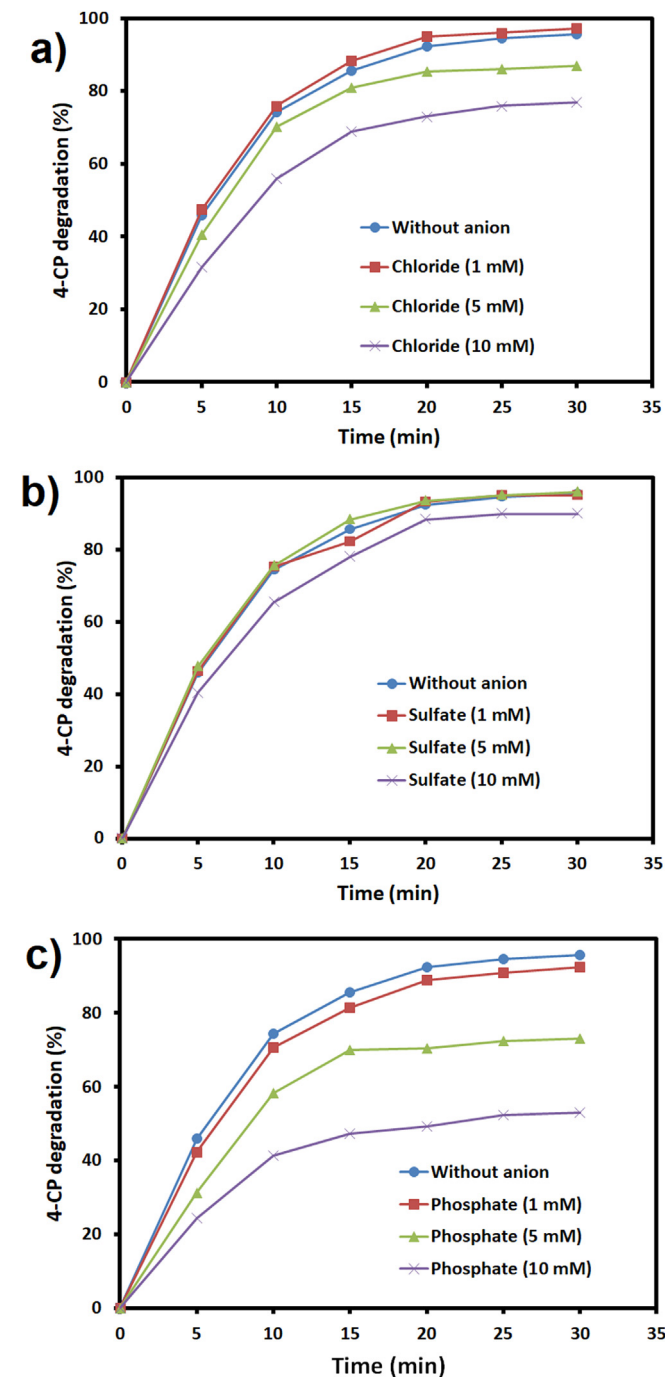 a)
100
80
60
40
20
0
4-CP degradation (%)
Without anion
Chloride (1 mM)
Chloride (5 mM)
Chloride (10 mM)
0 5 10 15 20 25 30 35
Time (min)
b)
100
80
60
40
20
0
4-CP degradation (%)
Without anion
Sulfate (1 mM)
Sulfate (5 mM)
Sulfate (10 mM)
0 5 10 15 20 25 30 35
Time (min)
c)
100
80
60
40
20
0
4-CP degradation (%)
Without anion
Phosphate (1 mM)
Phosphate (5 mM)
Phosphate (10 mM)
0 5 10 15 20 25 30 35
Time (min)